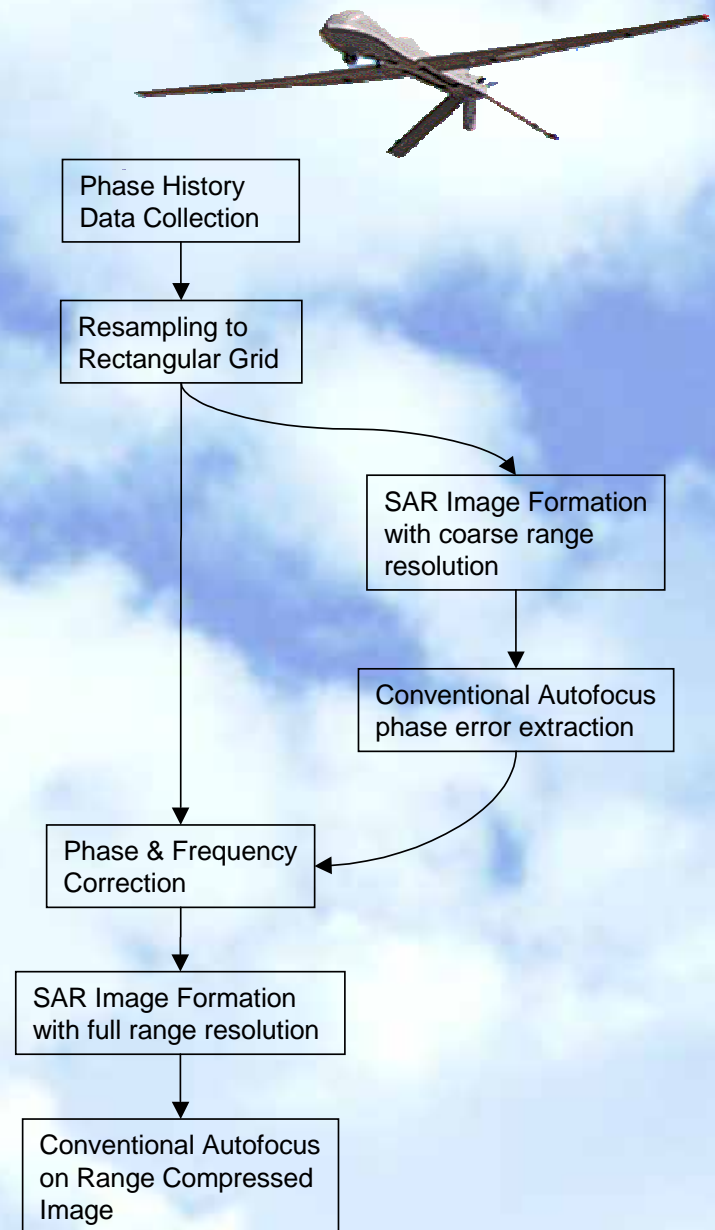 Phase History
Data Collection
Resampling to
Rectangular Grid
SAR Image Formation
with coarse range
resolution
Conventional Autofocus
phase error extraction
Phase & Frequency
Correction
SAR Image Formation
with full range resolution
Conventional Autofocus
on Range Compressed
Image